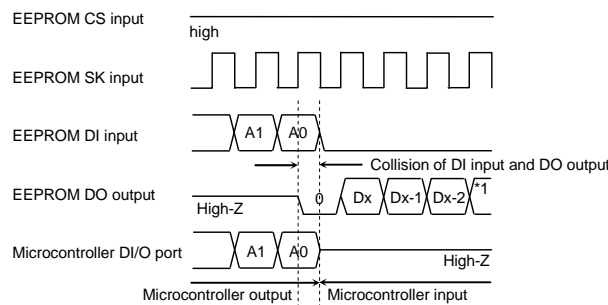 EEPROM CS input
high
EEPROM SK input
EEPROM DI input
A1 A0
Collision of DI input and DO output
EEPROM DO output
High-Z
0 Dx Dx-1 Dx-2 *1
Microcontroller DI/O port
A1 A0
High-Z
Microcontroller output Microcontroller input